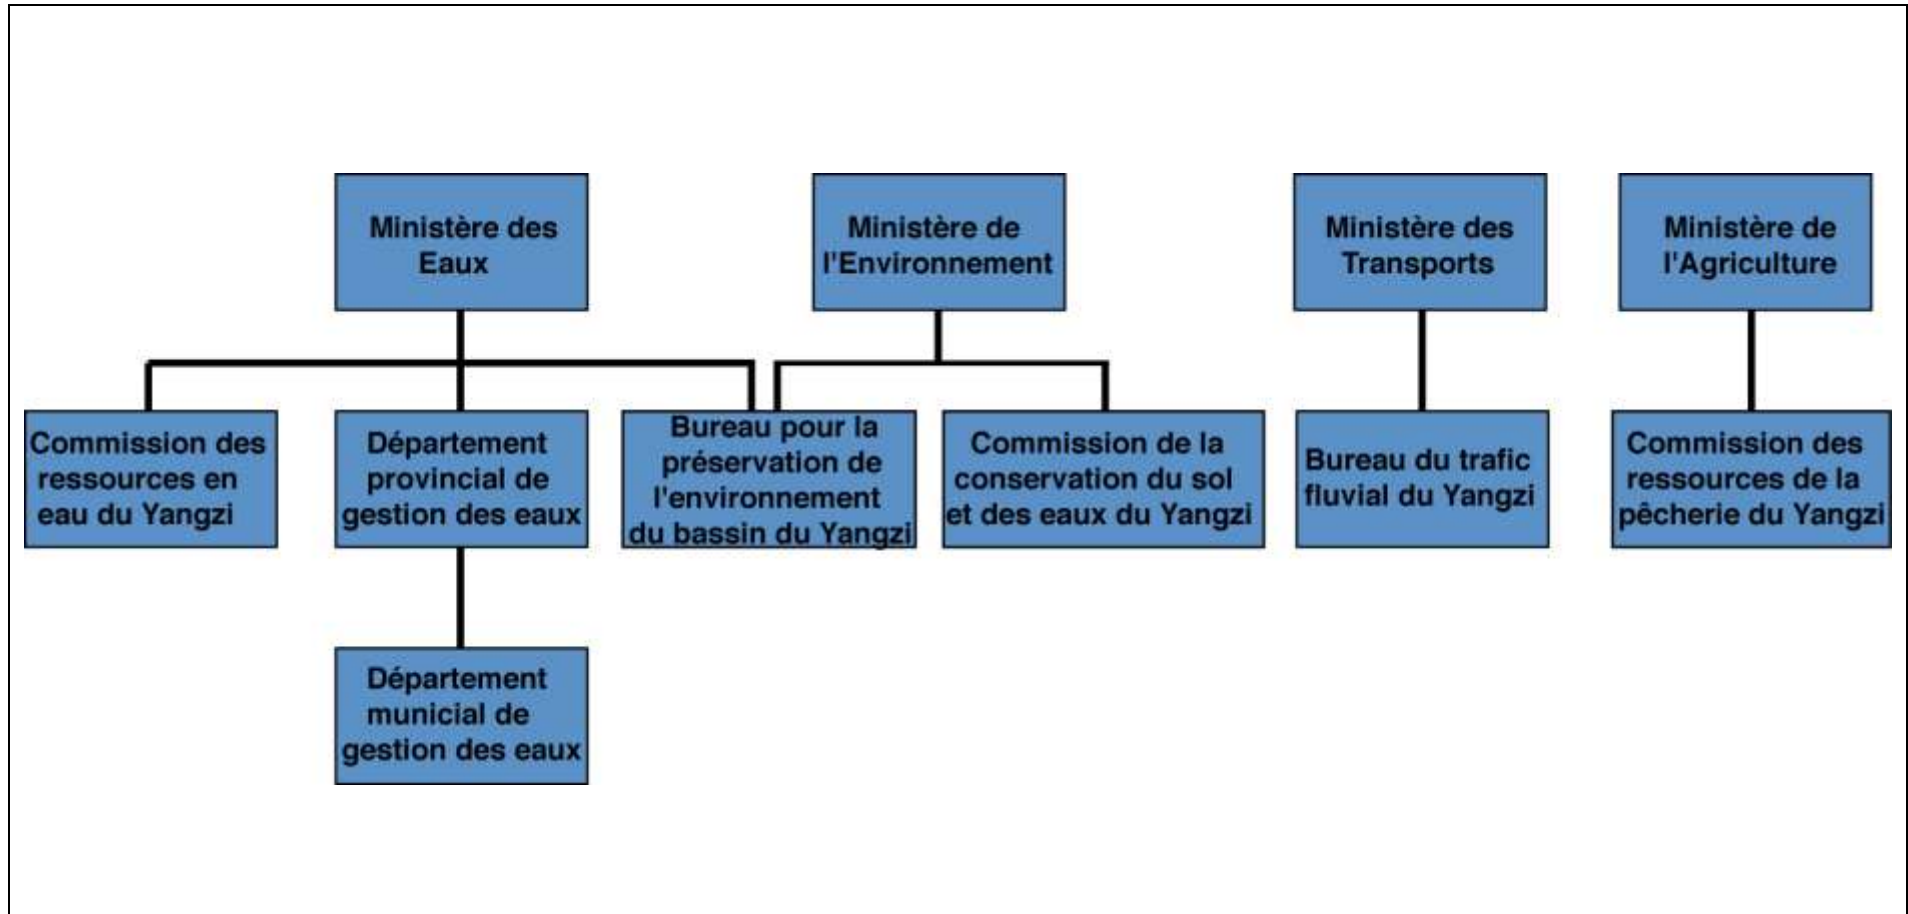 Ministère des
Eaux
Ministère de
l'Environnement
Ministère des
Transports
Ministère de
l'Agriculture
Commission des
ressources en
eau du Yangzi
Département
provincial de
gestion des eaux
Bureau pour la
préservation de
l'environnement
du bassin du Yangzi
Commission de la
conservation du sol
et des eaux du Yangzi
Bureau du trafic
fluvial du Yangzi
Commission des
ressources de la
pêcherie du Yangzi
Département
municial de
gestion des eaux